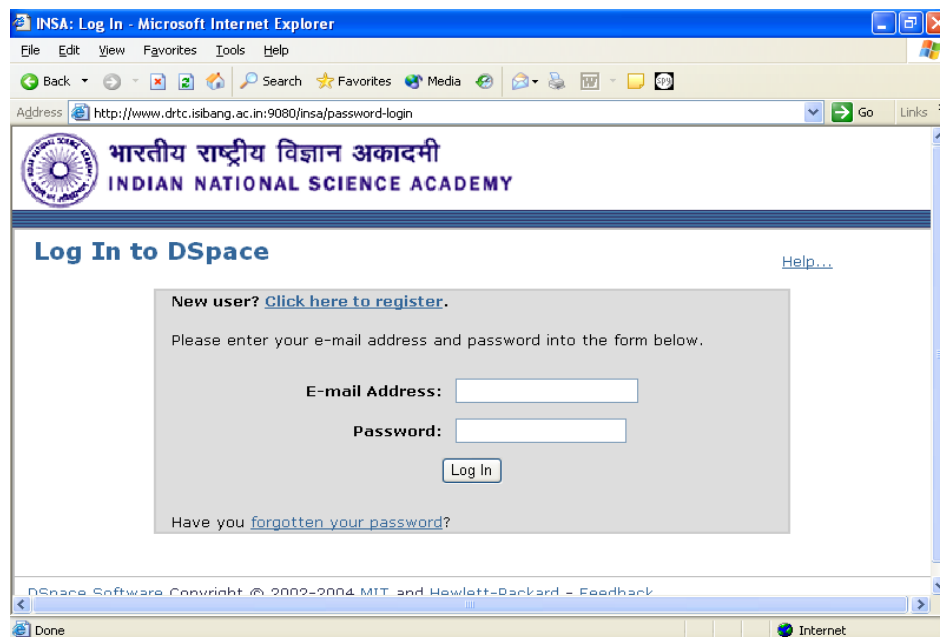 INSA: Log In - Microsoft Internet Explorer
File Edit View Favorites Tools Help
Back Search Favorites Media
Address http://www.drtc.isibang.ac.in:9080/insa/password-login Go Links
भारतीय राष्ट्रीय विज्ञान अकादमी
INDIAN NATIONAL SCIENCE ACADEMY
Log In to DSpace
Help...
New user? Click here to register.
Please enter your e-mail address and password into the form below.
E-mail Address:
Password:
Log In
Have you forgotten your password?
DSpace Software Copyright © 2002-2004 MIT and Hewlett-Packard - Feedback
Done Internet